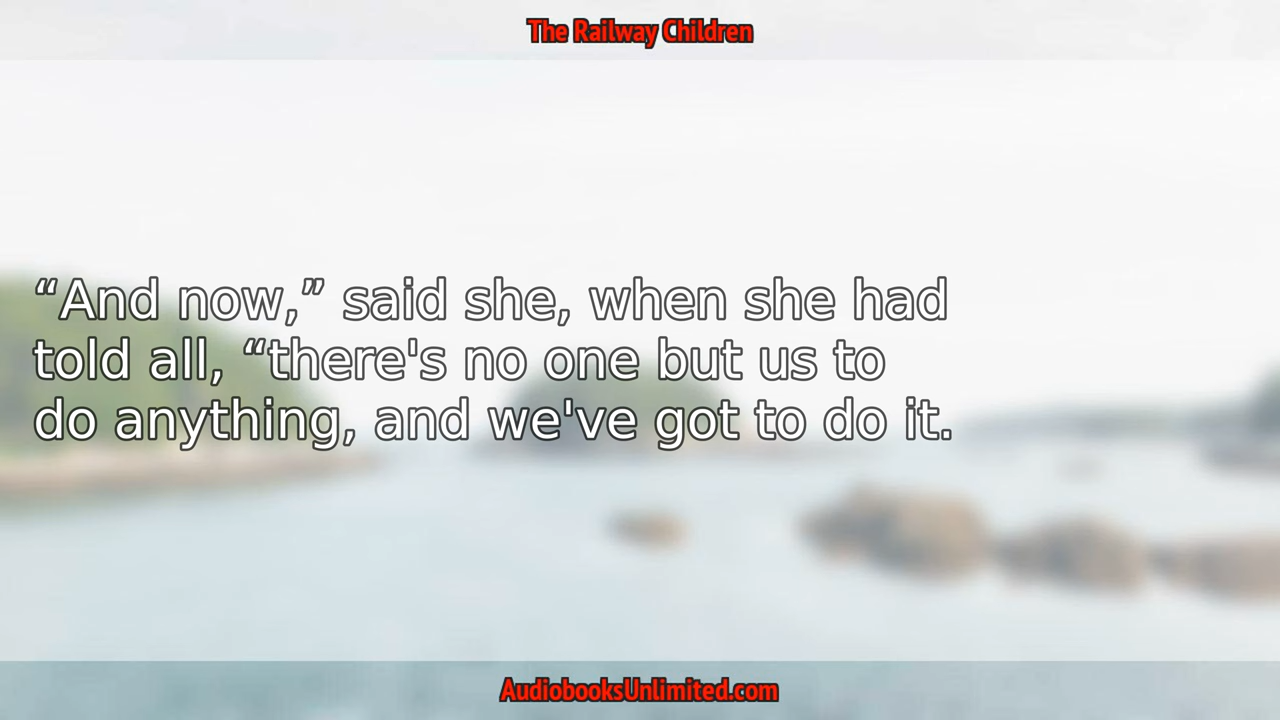 The Railway Children
“And now,” said she, when she had
told all, “there's no one but us to
do anything, and we've got to do it.
AudiobooksUnlimited.com